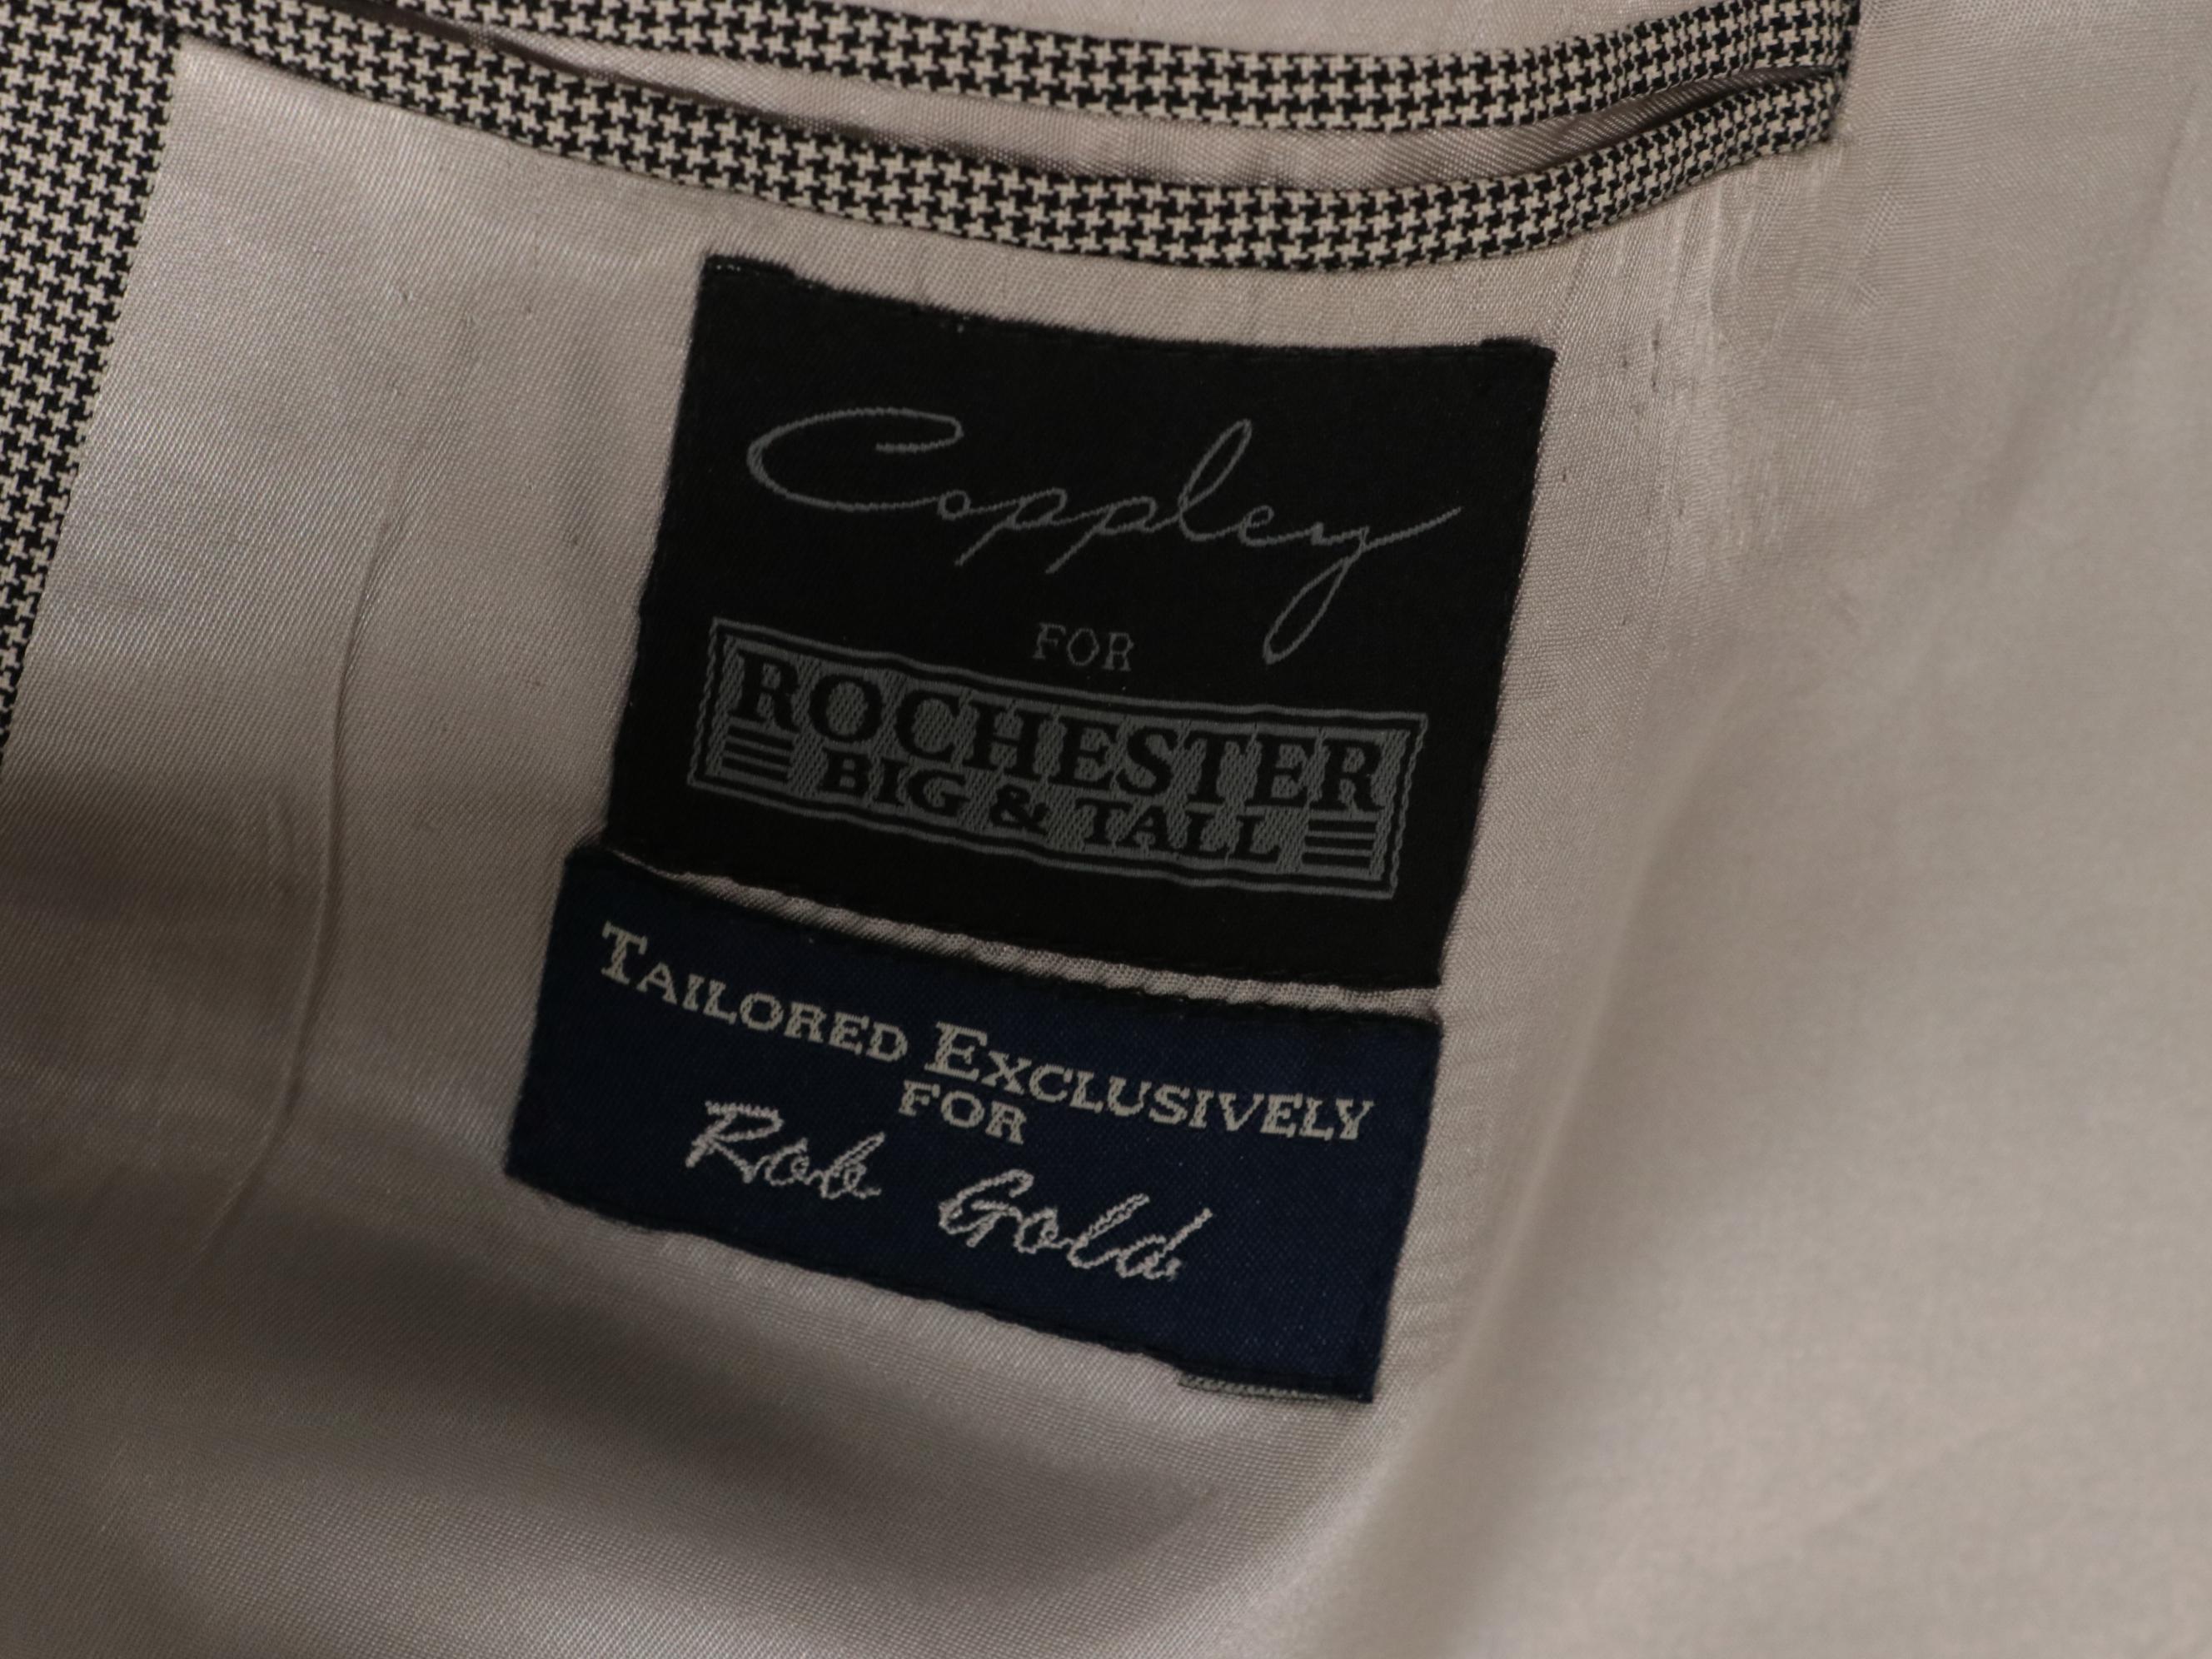 Coppley
FOR
ROCHESTER
BIG & TALL
TAILORED EXCLUSIVELY
FOR
Rob Gold